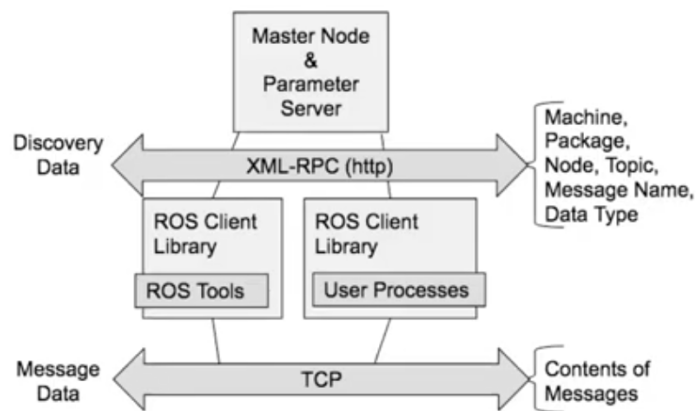 Master Node
&
Parameter
Server
Discovery
Data
XML-RPC (http)
Machine,
Package,
Node, Topic,
Message Name,
Data Type
ROS Client
Library
ROS Tools
ROS Client
Library
User Processes
Message
Data
TCP
Contents of
Messages